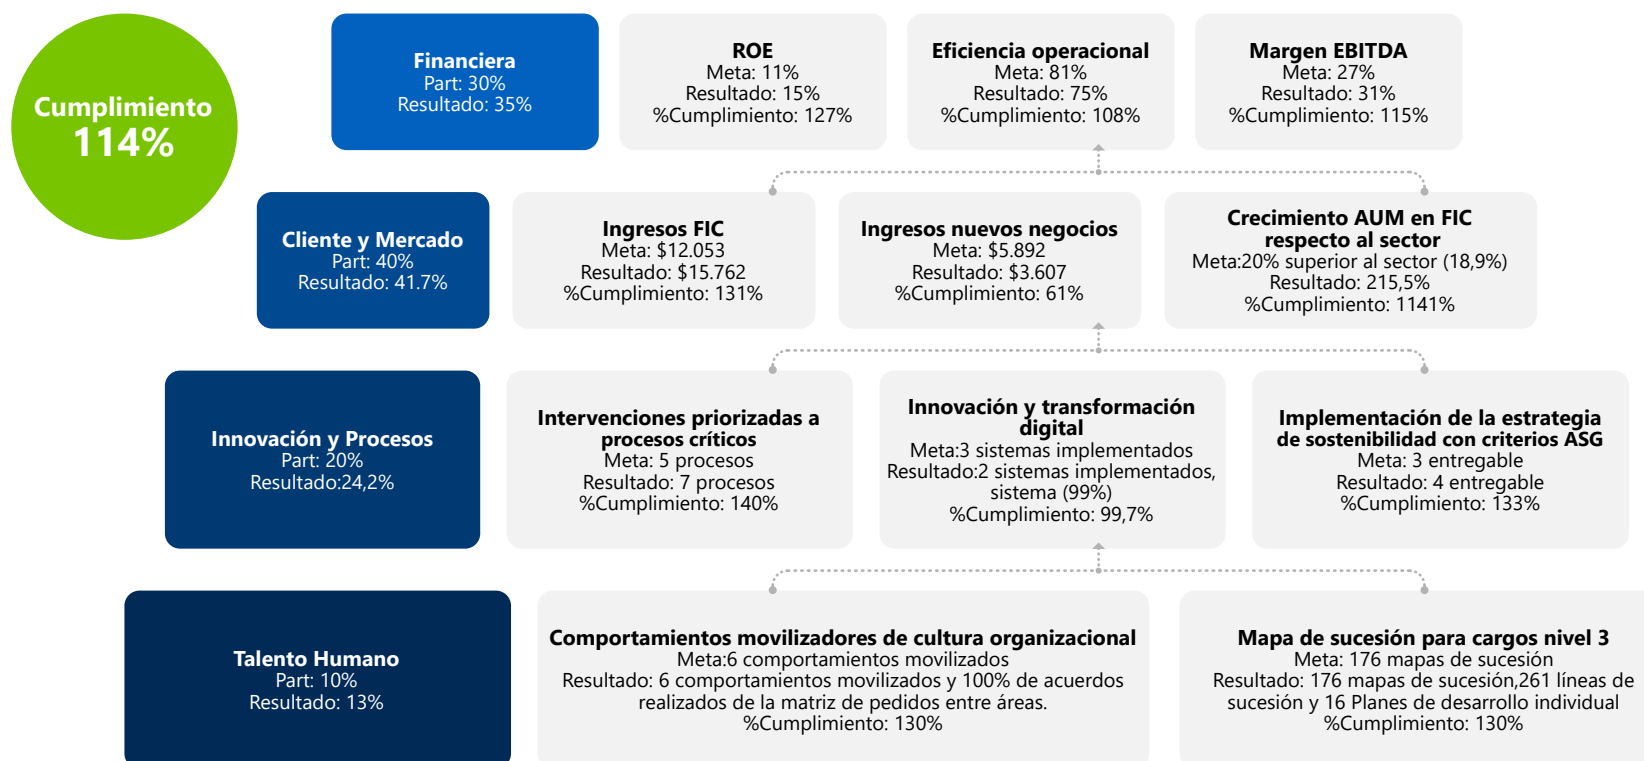 Cumplimiento
114%
Financiera
Part: 30%
Resultado: 35%
ROE
Meta: 11%
Resultado: 15%
%Cumplimiento: 127%
Eficiencia operacional
Meta: 81%
Resultado: 75%
%Cumplimiento: 108%
Margen EBITDA
Meta: 27%
Resultado: 31%
%Cumplimiento: 115%
Cliente y Mercado
Part: 40%
Resultado: 41.7%
Ingresos FIC
Meta: $12.053
Resultado: $15.762
%Cumplimiento: 131%
Ingresos nuevos negocios
Meta: $5.892
Resultado: $3.607
%Cumplimiento: 61%
Crecimiento AUM en FIC
respecto al sector
Meta:20% superior al sector (18,9%)
Resultado: 215,5%
%Cumplimiento: 1141%
Innovación y Procesos
Part: 20%
Resultado:24,2%
Intervenciones priorizadas a
procesos críticos
Meta: 5 procesos
Resultado: 7 procesos
%Cumplimiento: 140%
Innovación y transformación
digital
Meta:3 sistemas implementados
Resultado:2 sistemas implementados,
sistema (99%)
%Cumplimiento: 99,7%
Implementación de la estrategia
de sostenibilidad con criterios ASG
Meta: 3 entregable
Resultado: 4 entregable
%Cumplimiento: 133%
Talento Humano
Part: 10%
Resultado: 13%
Comportamientos movilizadores de cultura organizacional
Meta:6 comportamientos movilizados
Resultado: 6 comportamientos movilizados y 100% de acuerdos
realizados de la matriz de pedidos entre áreas.
%Cumplimiento: 130%
Mapa de sucesión para cargos nivel 3
Meta: 176 mapas de sucesión
Resultado: 176 mapas de sucesión,261 líneas de
sucesión y 16 Planes de desarrollo individual
%Cumplimiento: 130%